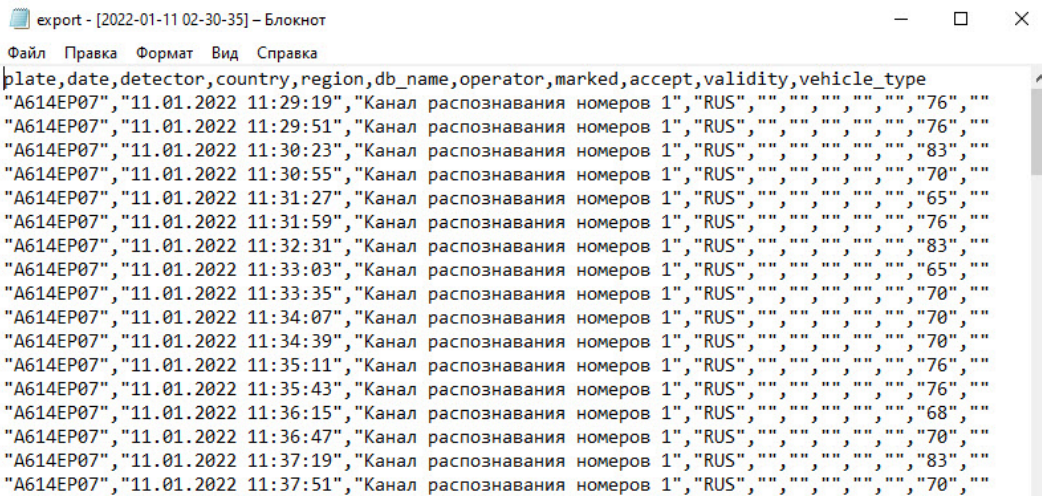 export - [2022-01-11 02-30-35] – Блокнот
Файл Правка Формат Вид Справка
plate,date,detector,country,region,db_name,operator,marked,accept,validity,vehicle_type
"A614EP07","11.01.2022 11:29:19","Канал распознавания номеров 1","RUS","","","","","","76",""
"A614EP07","11.01.2022 11:29:51","Канал распознавания номеров 1","RUS","","","","","","76",""
"A614EP07","11.01.2022 11:30:23","Канал распознавания номеров 1","RUS","","","","","","83",""
"A614EP07","11.01.2022 11:30:55","Канал распознавания номеров 1","RUS","","","","","","70",""
"A614EP07","11.01.2022 11:31:27","Канал распознавания номеров 1","RUS","","","","","","65",""
"A614EP07","11.01.2022 11:31:59","Канал распознавания номеров 1","RUS","","","","","","76",""
"A614EP07","11.01.2022 11:32:31","Канал распознавания номеров 1","RUS","","","","","","83",""
"A614EP07","11.01.2022 11:33:03","Канал распознавания номеров 1","RUS","","","","","","65",""
"A614EP07","11.01.2022 11:33:35","Канал распознавания номеров 1","RUS","","","","","","70",""
"A614EP07","11.01.2022 11:34:07","Канал распознавания номеров 1","RUS","","","","","","70",""
"A614EP07","11.01.2022 11:34:39","Канал распознавания номеров 1","RUS","","","","","","70",""
"A614EP07","11.01.2022 11:35:11","Канал распознавания номеров 1","RUS","","","","","","76",""
"A614EP07","11.01.2022 11:35:43","Канал распознавания номеров 1","RUS","","","","","","76",""
"A614EP07","11.01.2022 11:36:15","Канал распознавания номеров 1","RUS","","","","","","68",""
"A614EP07","11.01.2022 11:36:47","Канал распознавания номеров 1","RUS","","","","","","70",""
"A614EP07","11.01.2022 11:37:19","Канал распознавания номеров 1","RUS","","","","","","83",""
"A614EP07","11.01.2022 11:37:51","Канал распознавания номеров 1","RUS","","","","","","70",""